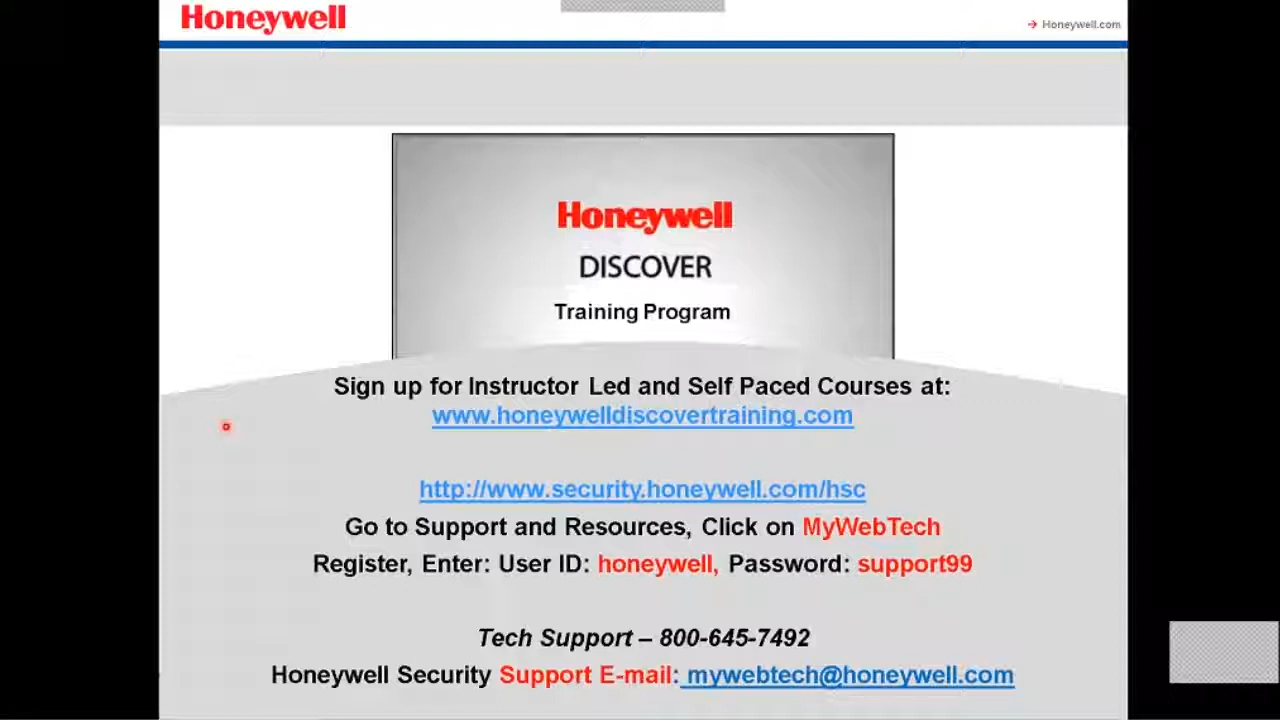 Honeywell
Honeywell.com
Honeywell
DISCOVER
Training Program
Sign up for Instructor Led and Self Paced Courses at:
www.honeywelldiscovertraining.com
http://www.security.honeywell.com/hsc
Go to Support and Resources, Click on MyWebTech
Register, Enter: User ID: honeywell, Password: support99
Tech Support – 800-645-7492
Honeywell Security Support E-mail: mywebtech@honeywell.com